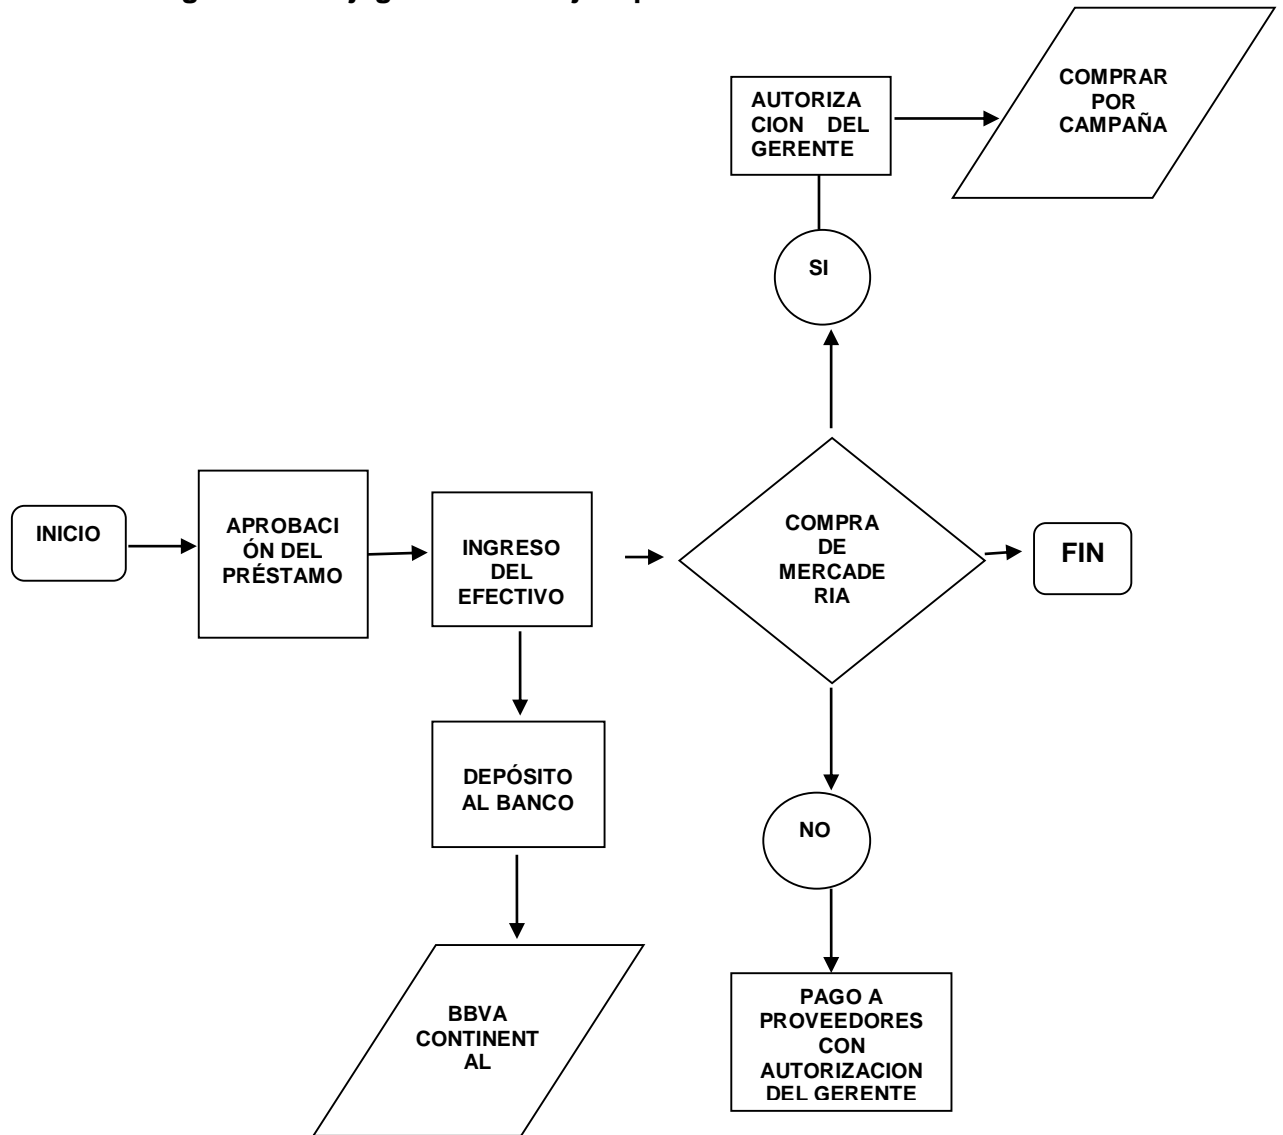 COMPRAR
POR
CAMPAÑA
AUTORIZA
CION DEL
GERENTE
SI
INICIO
APROBACI
ÓN DEL
PRÉSTAMO
INGRESO
DEL
EFECTIVO
COMPRA
DE
MERCADE
RIA
FIN
DEPÓSITO
AL BANCO
NO
BBVA
CONTINENT
AL
PAGO A
PROVEEDORES
CON
AUTORIZACION
DEL GERENTE